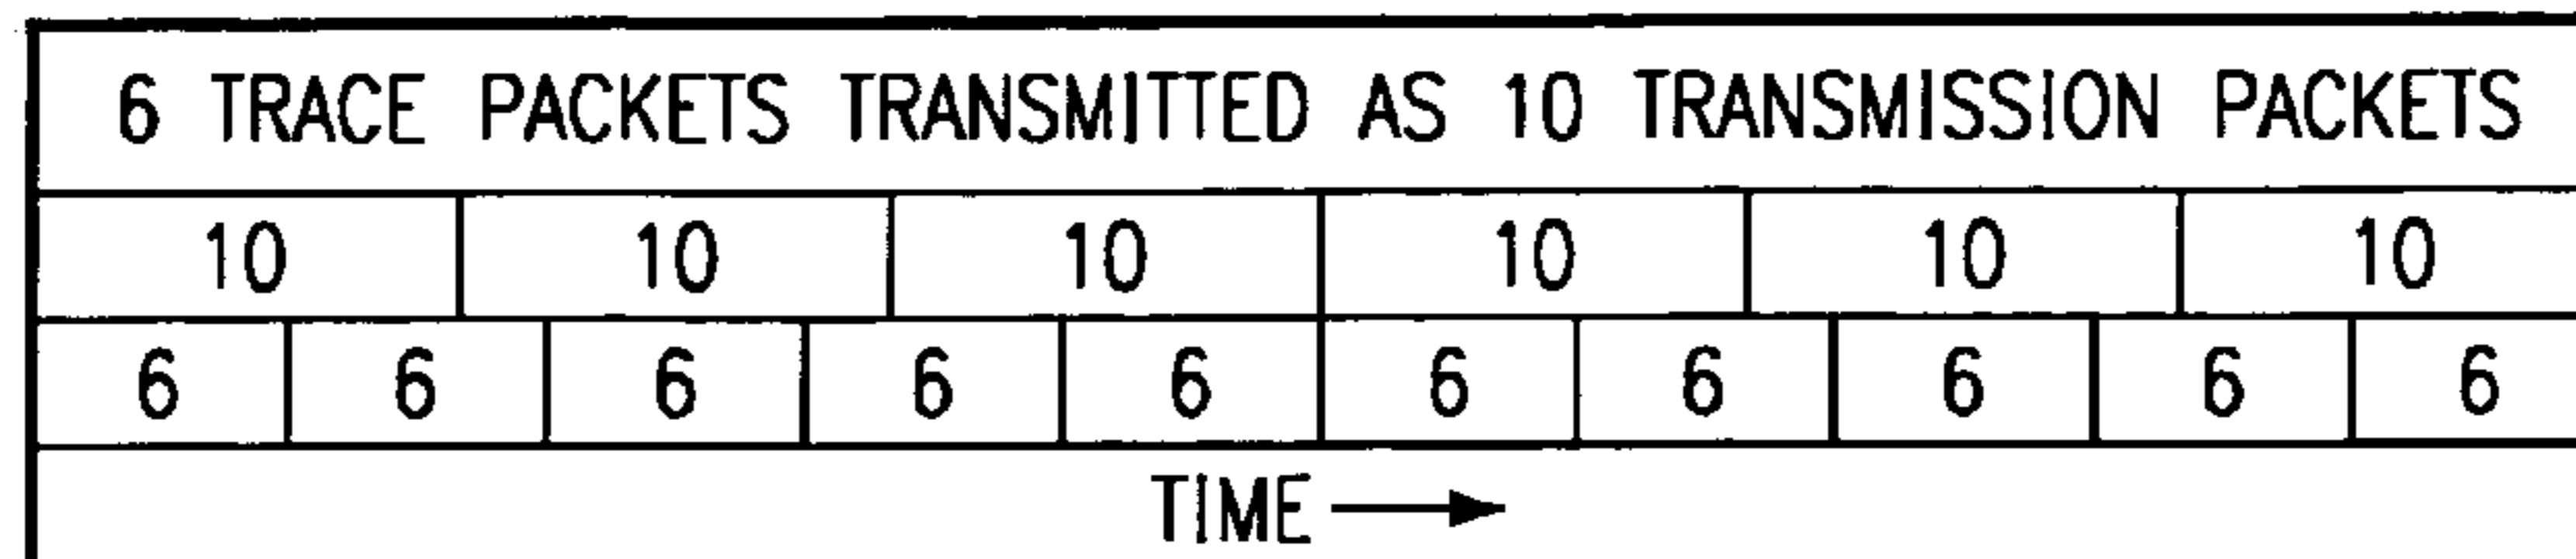 6 TRACE PACKETS TRANSMITTED AS 10 TRANSMISSION PACKETS
10 10 10 10 10 10
6 6 6 6 6 6 6 6 6 6
TIME